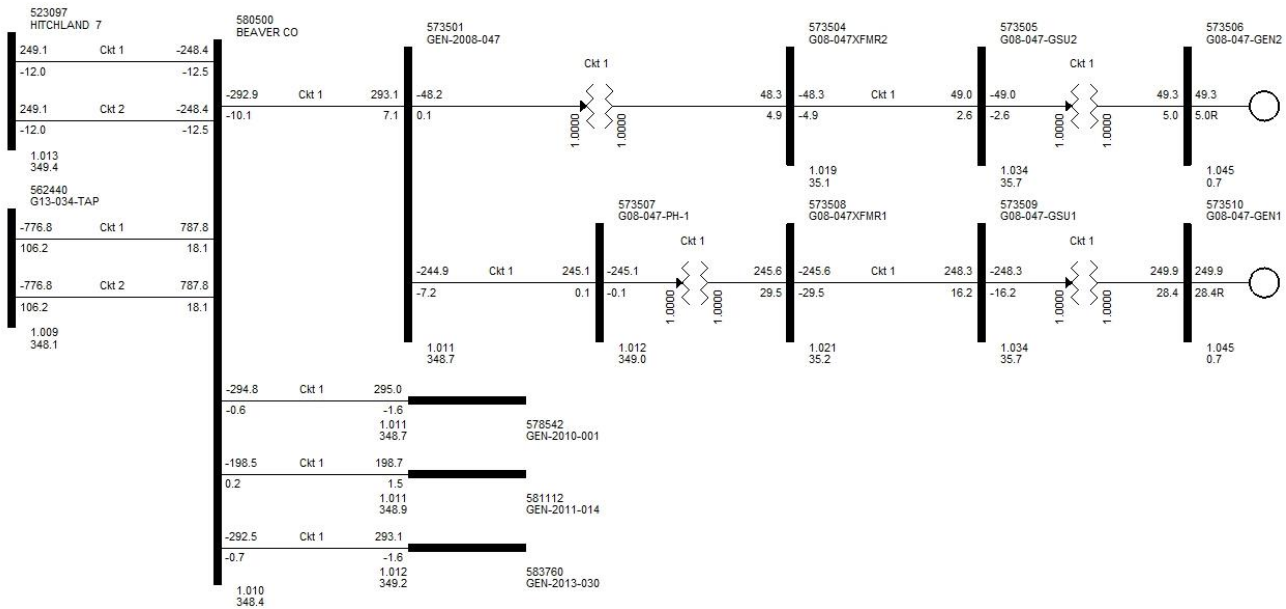 523097
HITCHLAND 7
249.1 Ckt 1 -248.4
-12.0 -12.5
249.1 Ckt 2 -248.4
-12.0 -12.5
1.013
349.4
562440
G13-034-TAP
-776.8 Ckt 1 787.8
106.2 18.1
-776.8 Ckt 2 787.8
106.2 18.1
1.009
348.1
580500
BEAVER CO
-292.9 Ckt 1 293.1
-10.1 7.1
573501
GEN-2008-047
-48.2 Ckt 1 48.3
0.1 4.9
1.0000 1.0000
573504
G08-047XFMR2
-48.3 Ckt 1 49.0
-4.9 2.6
1.019
35.1
573505
G08-047-GSU2
-49.0 Ckt 1 49.3
-2.6 5.0
1.0000 1.0000
1.034
35.7
573506
G08-047-GEN2
49.3
5.0R
1.045
0.7
-244.9 Ckt 1 245.1
-7.2 0.1
1.011
348.7
573507
G08-047-PH-1
-245.1 Ckt 1 245.6
-0.1 29.5
1.0000 1.0000
1.012
349.0
573508
G08-047XFMR1
-245.6 Ckt 1 248.3
-29.5 16.2
1.021
35.2
573509
G08-047-GSU1
-248.3 Ckt 1 249.9
-16.2 28.4
1.0000 1.0000
1.034
35.7
573510
G08-047-GEN1
249.9
28.4R
1.045
0.7
-294.8 Ckt 1 295.0
-0.6 -1.6
1.011
348.7
578542
GEN-2010-001
-198.5 Ckt 1 198.7
0.2 1.5
1.011
348.9
581112
GEN-2011-014
-292.5 Ckt 1 293.1
-0.7 -1.6
1.012
349.2
583760
GEN-2013-030
1.010
348.4